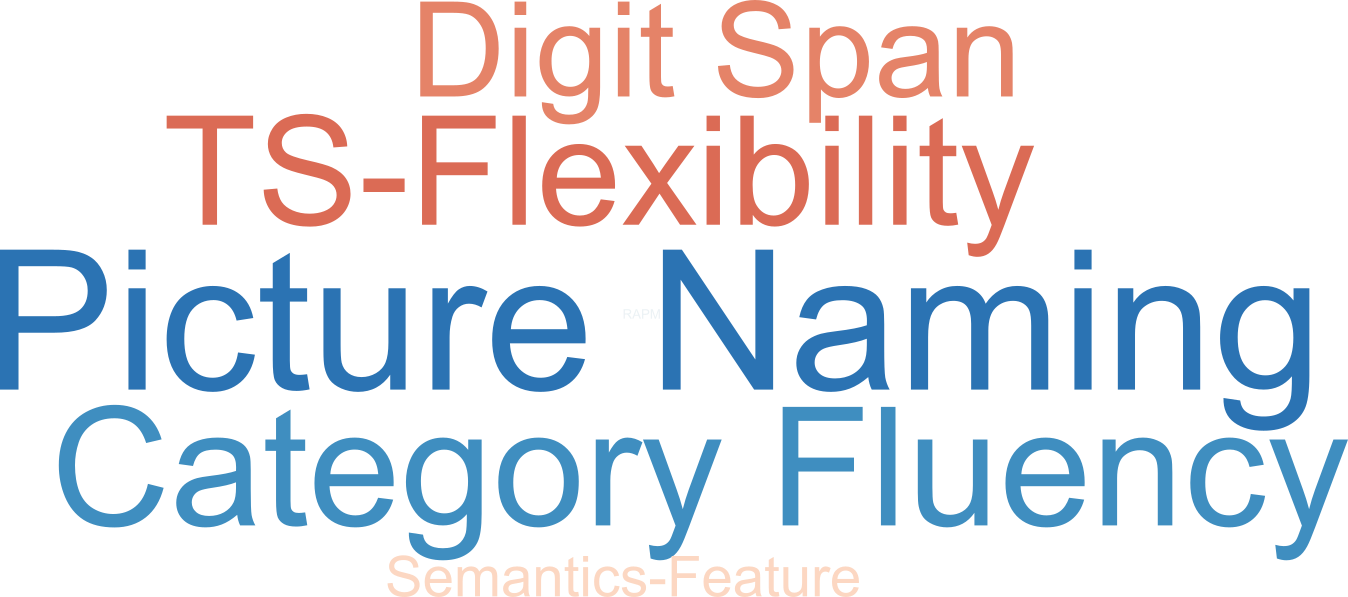 Digit Span
TS-Flexibility
Picture Naming
RAPM
Category Fluency
Semantics-Feature